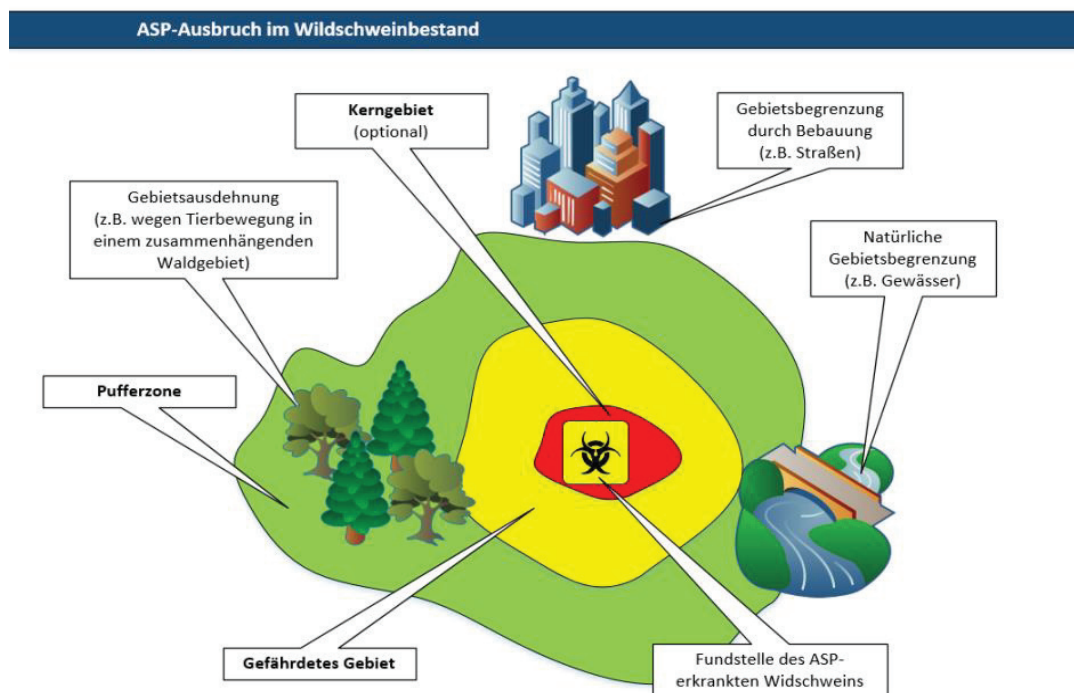 ASP-Ausbruch im Wildschweinbestand
Kerngebiet
(optional)
Gebietsbegrenzung
durch Bebauung
(z.B. Straßen)
Gebietsausdehnung
(z.B. wegen Tierbewegung in
einem zusammenhängenden
Waldgebiet)
Natürliche
Gebietsbegrenzung
(z.B. Gewässer)
Pufferzone
Gefährdetes Gebiet
Fundstelle des ASP-
erkrankten Widschweins